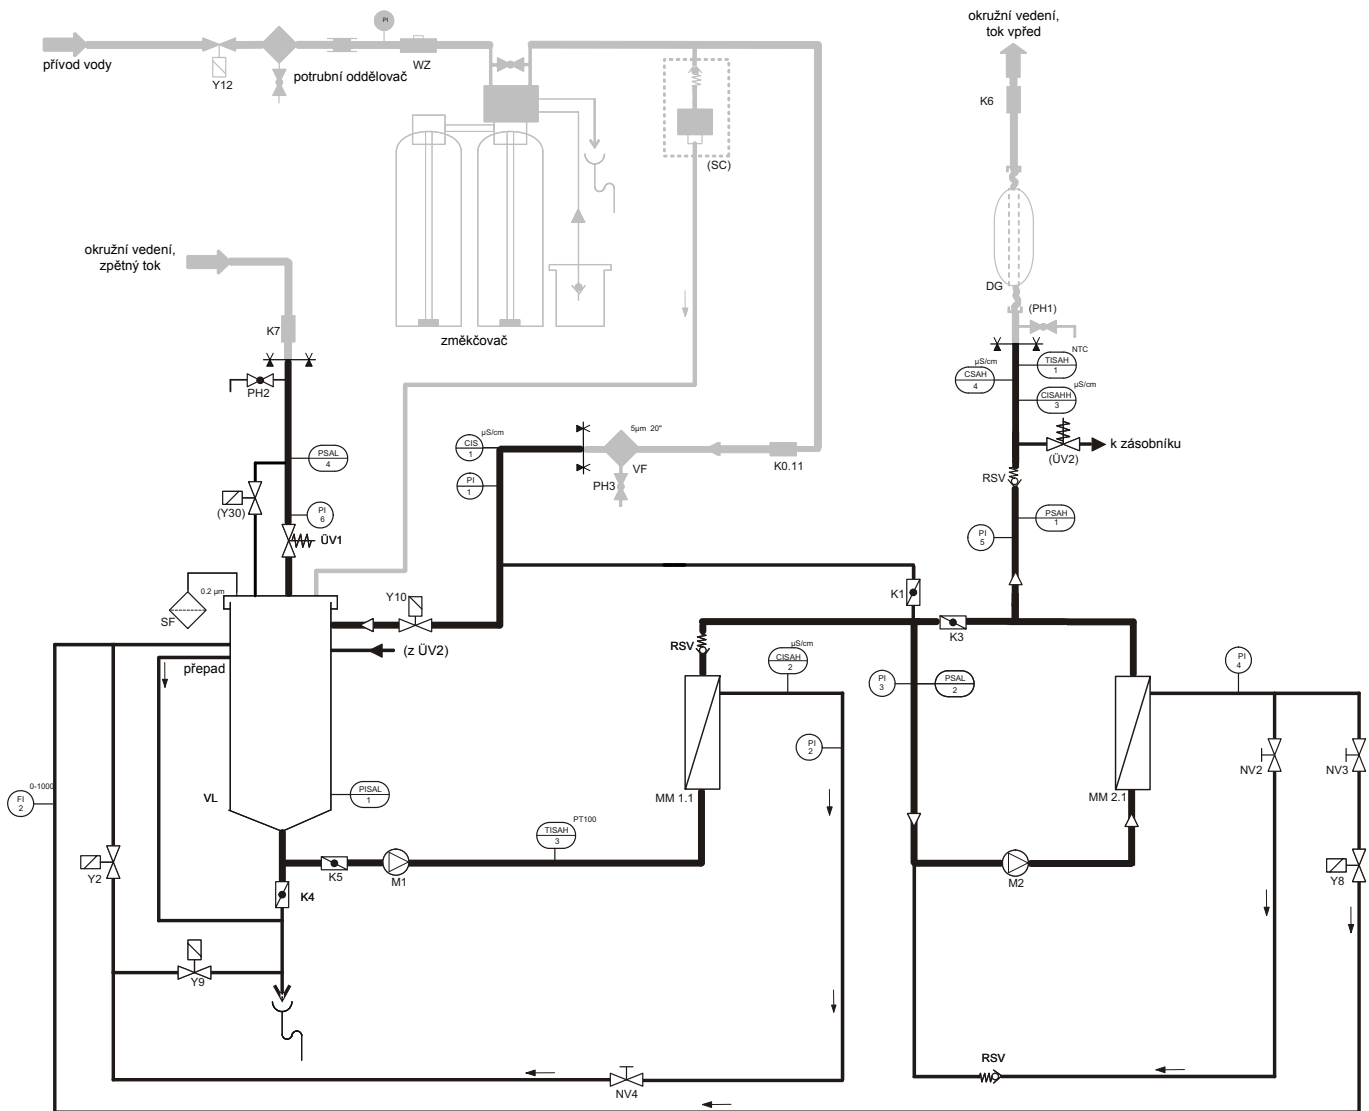 okružní vedení,
tok vpřed
PI
přívod vody
Y12
potrubní oddělovač
WZ
K6
(SC)
okružní vedení,
zpětný tok
DG
(PH1)
K7
změkčovač
NTC
TISAH
1
µS/cm
CSAH
4
PH2
µS/cm
CISAHH
3
5µm 20"
µS/cm
CIS
1
k zásobníku
PSAL
4
VF
K0.11
(ÜV2)
PH3
PI
1
RSV
(Y30)
PI
6
PSAH
1
ÜV1
PI
5
0.2 µm
Y10
K1
SF
K3
µS/cm
RSV
(z ÜV2)
CISAH
2
PI
4
přepad
PI
3
PSAL
2
PI
2
NV2
NV3
0-1000
FI
2
VL
PISAL
1
MM 1.1
MM 2.1
PT100
TISAH
3
Y2
K5
M1
M2
Y8
K4
Y9
RSV
NV4